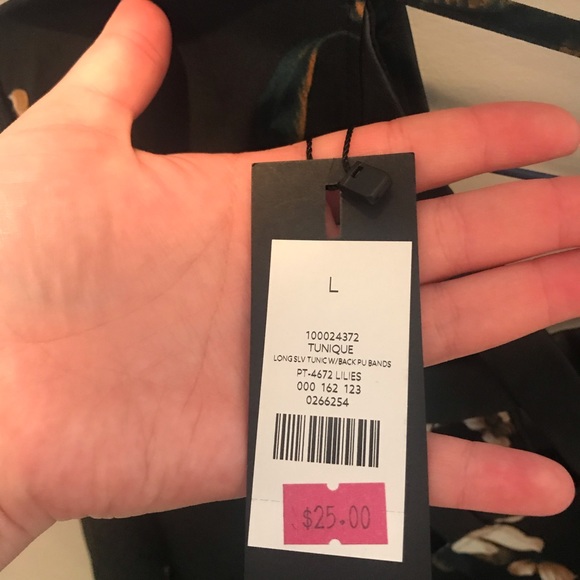 L
100024372
TUNIQUE
LONG SLV TUNIC W/BACK PU BANDS
PT-4672 LILIES
000 162 123
0266254
$25.00